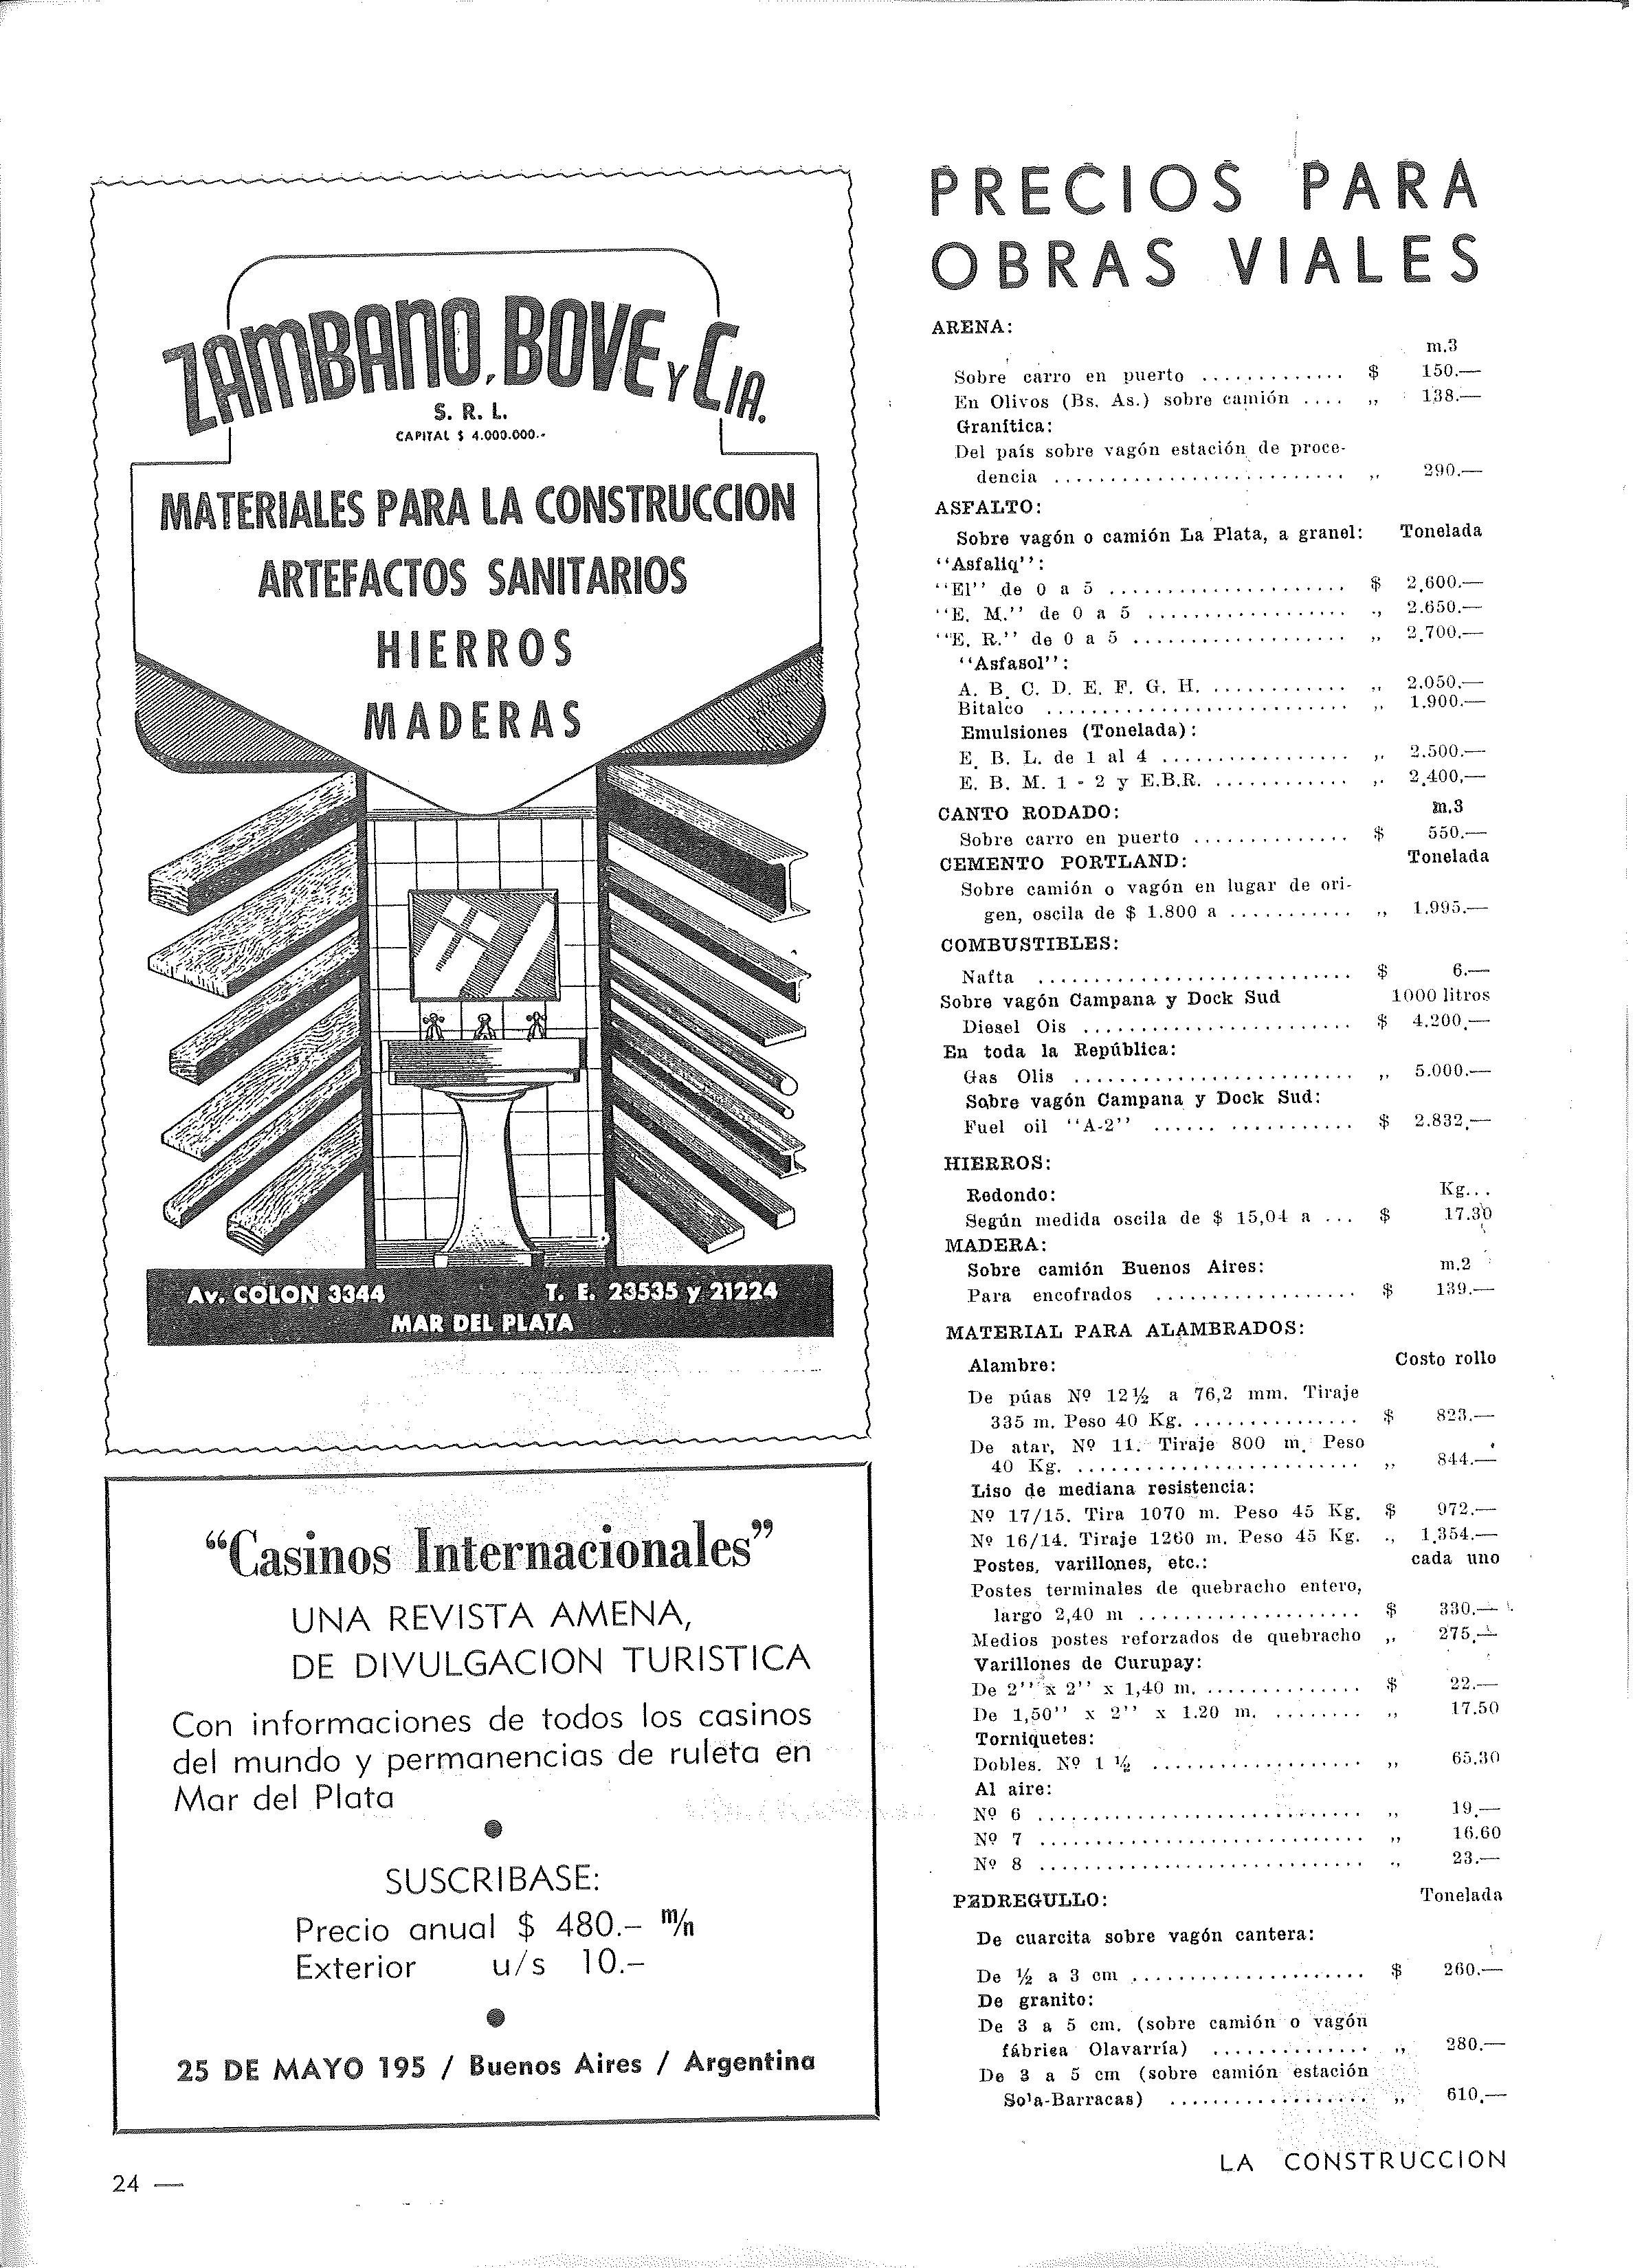 ZAMBANO, BOVE Y CIA.
S. R. L.
CAPITAL $ 4.000.000.-
MATERIALES PARA LA CONSTRUCCION
ARTEFACTOS SANITARIOS
HIERROS
MADERAS
Av. COLON 3344 T. E. 23535 y 21224
MAR DEL PLATA
“Casinos Internacionales”
UNA REVISTA AMENA,
DE DIVULGACION TURISTICA
Con informaciones de todos los casinos
del mundo y permanencias de ruleta en
Mar del Plata
●
SUSCRIBASE:
Precio anual $ 480.– m/n
Exterior u/s 10.–
●
25 DE MAYO 195 / Buenos Aires / Argentina
24 —
PRECIOS PARA
OBRAS VIALES
ARENA:
m.3
Sobre carro en puerto ............. $ 150.—
En Olivos (Bs. As.) sobre camión .... ,, 138.—
Granítica:
Del país sobre vagón estación de proce-
dencia .......................... ,, 290.—
ASFALTO:
Sobre vagón o camión La Plata, a granel: Tonelada
‘‘Asfaliq’’:
‘‘El’’ de 0 a 5 ..................... $ 2,600.—
‘‘E. M.’’ de 0 a 5 .................. ,, 2.650.—
‘‘E. R.’’ de 0 a 5 ................... ,, 2,700.—
‘‘Asfasol’’:
A. B. C. D. E. F. G. H. ............ ,, 2.050.—
Bitalco ........................... ,, 1.900.—
Emulsiones (Tonelada):
E. B. L. de 1 al 4 ................. ,, 2.500.—
E. B. M. 1 - 2 y E.B.R. ............ ,, 2,400,—
CANTO RODADO: m.3
Sobre carro en puerto .............. $ 550.—
CEMENTO PORTLAND: Tonelada
Sobre camión o vagón en lugar de ori-
gen, oscila de $ 1.800 a ........... ,, 1.995.—
COMBUSTIBLES:
Nafta ............................ $ 6.—
Sobre vagón Campana y Dock Sud 1000 litros
Diesel Ois ........................ $ 4.200,—
En toda la República:
Gas Olis ......................... ,, 5.000.—
Sobre vagón Campana y Dock Sud:
Fuel oil ‘‘A-2’’ ...... ........... $ 2.832,—
HIERROS:
Redondo: Kg...
Según medida oscila de $ 15,04 a ... $ 17.30
MADERA:
Sobre camión Buenos Aires: m.2
Para encofrados .................. $ 139.—
MATERIAL PARA ALAMBRADOS:
Alambre: Costo rollo
De púas Nº 12½ a 76,2 mm. Tiraje
335 m. Peso 40 Kg. ............... $ 823.—
De atar, Nº 11. Tiraje 800 m. Peso
40 Kg. .......................... ,, 844.—
Liso de mediana resistencia:
Nº 17/15. Tira 1070 m. Peso 45 Kg. $ 972.—
Nº 16/14. Tiraje 1260 m. Peso 45 Kg. ., 1,354.—
Postes, varillones, etc.: cada uno
Postes terminales de quebracho entero,
largo 2,40 m .................... $ 330.—
Medios postes reforzados de quebracho ,, 275,—
Varillones de Curupay:
De 2’’ x 2’’ x 1,40 m. .............. $ 22.—
De 1,50’’ x 2’’ x 1.20 m. ........ ,, 17.50
Torniquetes:
Dobles. Nº 1 ½ ................... ,, 65,30
Al aire:
Nº 6 ............................. ,, 19,—
Nº 7 ............................. ,, 16.60
Nº 8 ............................. ., 23.—
PEDREGULLO: Tonelada
De cuarcita sobre vagón cantera:
De ½ a 3 cm ..................... $ 260.—
De granito:
De 3 a 5 cm. (sobre camión o vagón
fábrica Olavarría) .............. ,, 280.—
De 3 a 5 cm (sobre camión estación
Sola-Barracas) .................. ,, 610,—
LA CONSTRUCCION